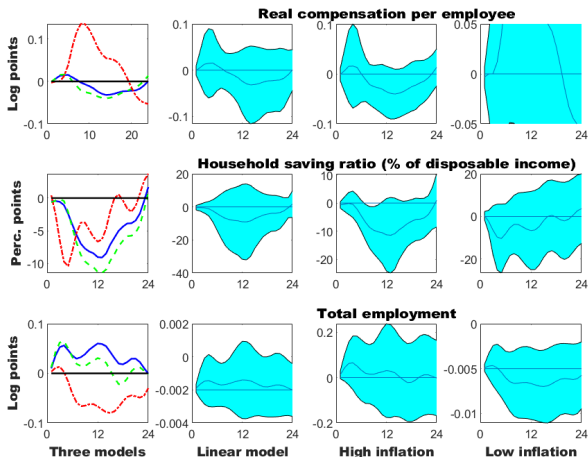 Real compensation per employee
Log points
0.1
0
-0.1
0 10 20
0.1
0
-0.1
0 12 24
0.1
0
-0.1
0 12 24
0.05
0
-0.05
0 12 24
Household saving ratio (% of disposable income)
Perc. points
0
-5
-10
0 12 24
20
0
-20
-40
0 12 24
10
0
-10
-20
0 12 24
20
0
-20
0 12 24
Total employment
Log points
0.1
0
-0.1
0 12 24
0.002
0
-0.002
-0.004
0 12 24
0.2
0
-0.2
0 12 24
0
-0.005
-0.01
0 12 24
Three models
Linear model
High inflation
Low inflation